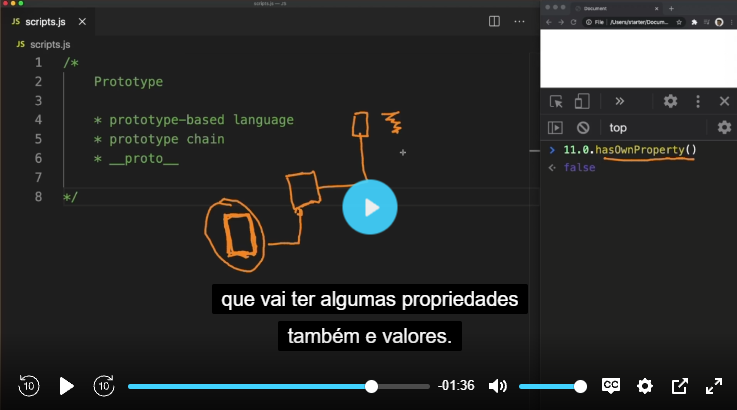 scripts.js — JS
JS scripts.js ×
JS scripts.js
1 /*
2 Prototype
3
4 * prototype-based language
5 * prototype chain
6 * __proto__
7
8 */
Document
File | /Users/starter/Docum...
top
> 11.0.hasOwnProperty()
false
que vai ter algumas propriedades
também e valores.
10 10 -01:36 CC